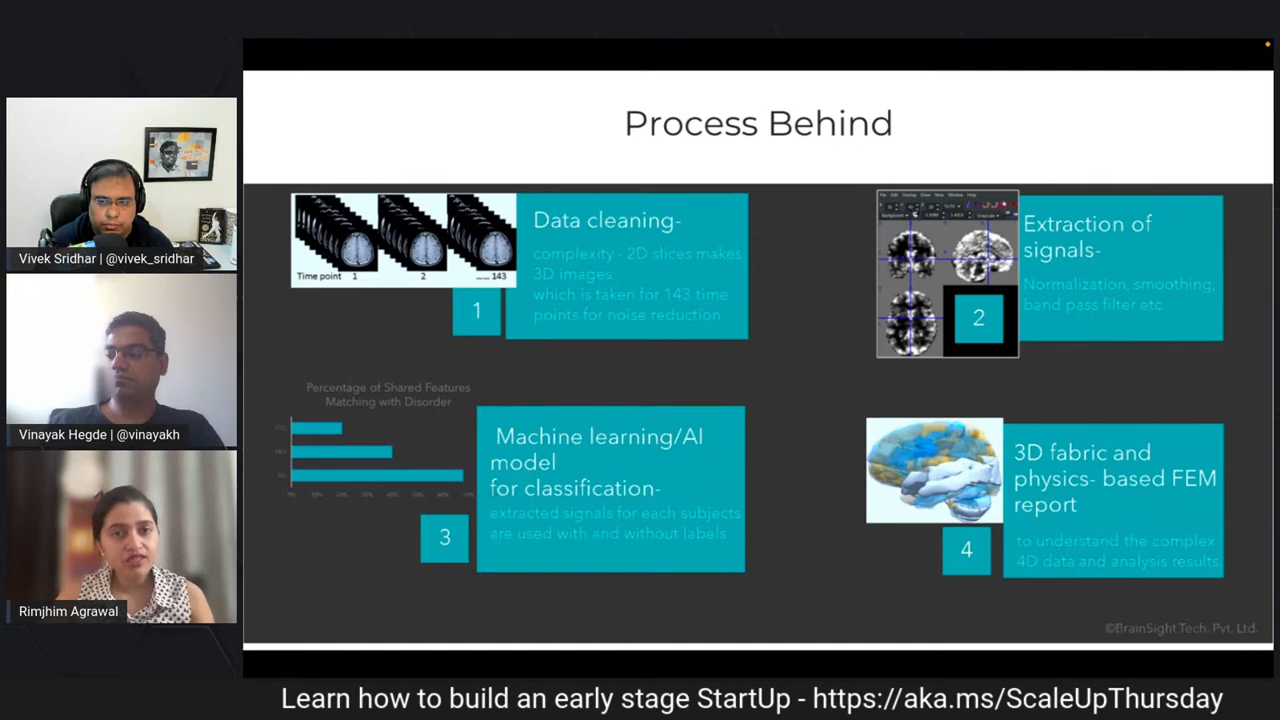 Process Behind
Vivek Sridhar | @vivek_sridhar
Vinayak Hegde | @vinayakh
Rimjhim Agrawal
Time point 1 2 ...... 143
1
Data cleaning-
complexity - 2D slices makes
3D images
which is taken for 143 time
points for noise reduction
2
Extraction of
signals-
Normalization, smoothing,
band pass filter etc
Percentage of Shared Features
Matching with Disorder
3
Machine learning/AI
model
for classification-
extracted signals for each subjects
are used with and without labels
4
3D fabric and
physics- based FEM
report
to understand the complex
4D data and analysis results.
©BrainSight Tech. Pvt. Ltd.
Learn how to build an early stage StartUp - https://aka.ms/ScaleUpThursday